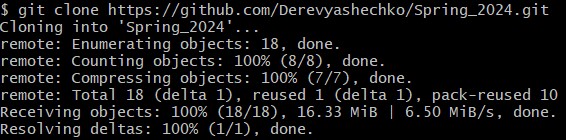 $ git clone https://github.com/Derevyashechko/Spring_2024.git
Cloning into 'Spring_2024'...
remote: Enumerating objects: 18, done.
remote: Counting objects: 100% (8/8), done.
remote: Compressing objects: 100% (7/7), done.
remote: Total 18 (delta 1), reused 1 (delta 1), pack-reused 10
Receiving objects: 100% (18/18), 16.33 MiB | 6.50 MiB/s, done.
Resolving deltas: 100% (1/1), done.